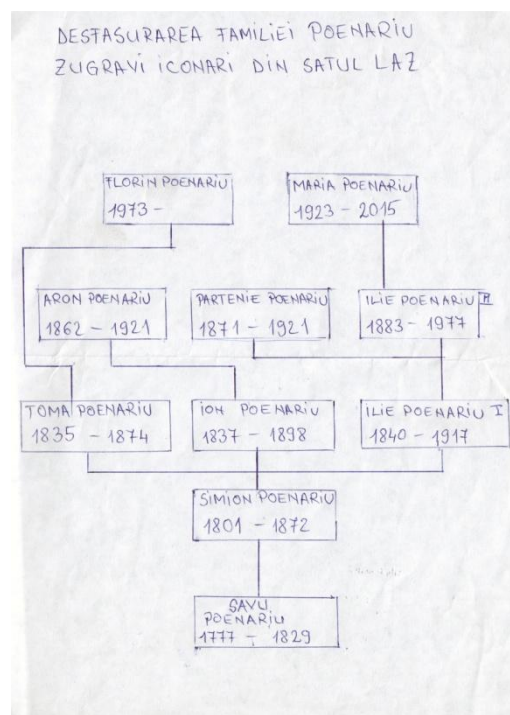 DESFASURAREA FAMILIEI POENARIU
ZUGRAVI ICONARI DIN SATUL LAZ
FLORIN POENARIU
1973 -
MARIA POENARIU
1923 - 2015
ARON POENARIU
1862 - 1921
PARTENIE POENARIU
1871 - 1921
ILIE POENARIU II
1883 - 1977
TOMA POENARIU
1835 - 1874
ION POENARIU
1837 - 1898
ILIE POENARIU I
1840 - 1917
SIMION POENARIU
1801 - 1872
SAVU
POENARIU
1777 - 1829